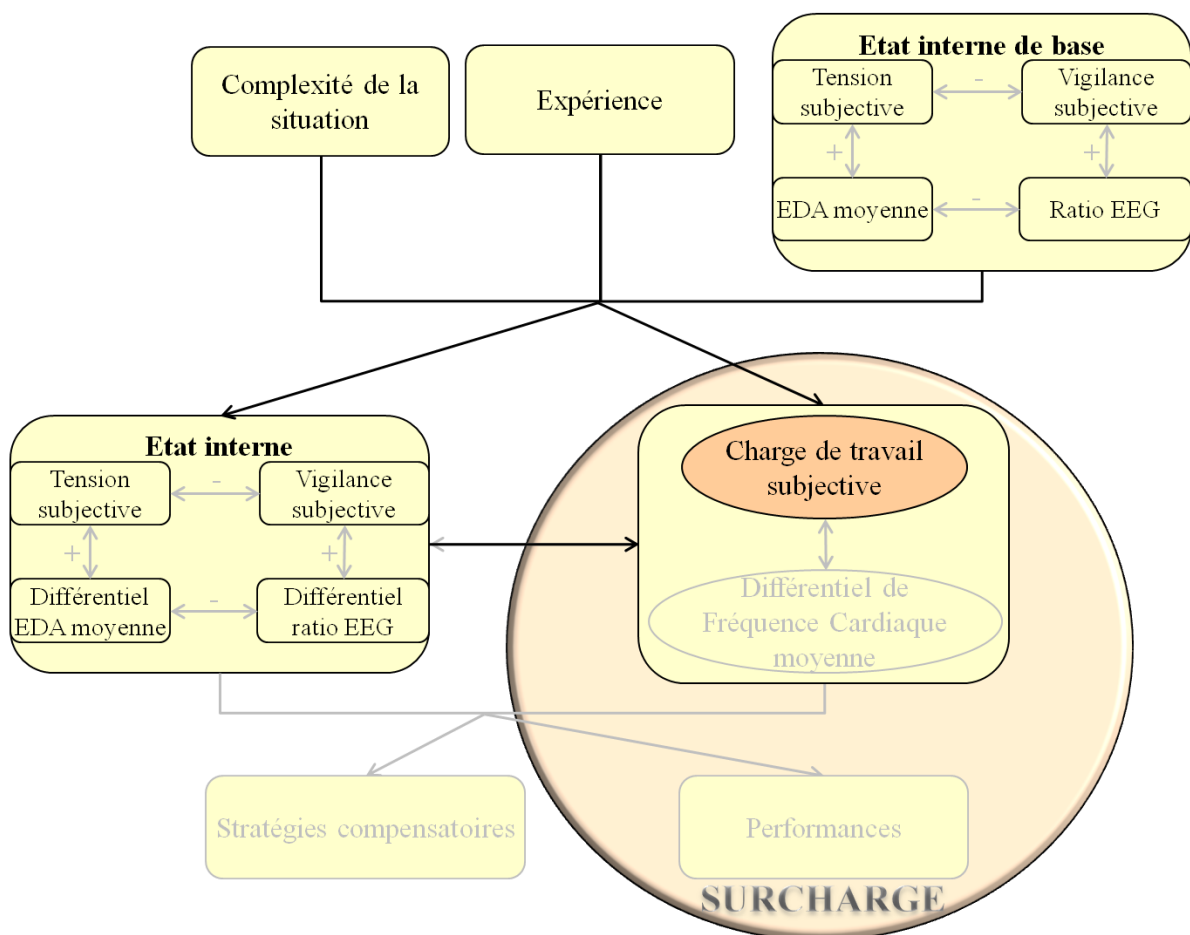 Complexité de la
situation
Expérience
Etat interne de base
Tension
subjective
-
Vigilance
subjective
+
+
EDA moyenne
-
Ratio EEG
Etat interne
Tension
subjective
-
Vigilance
subjective
+
+
Différentiel
EDA moyenne
-
Différentiel
ratio EEG
Charge de travail
subjective
Différentiel de
Fréquence Cardiaque
moyenne
Stratégies compensatoires
Performances
SURCHARGE